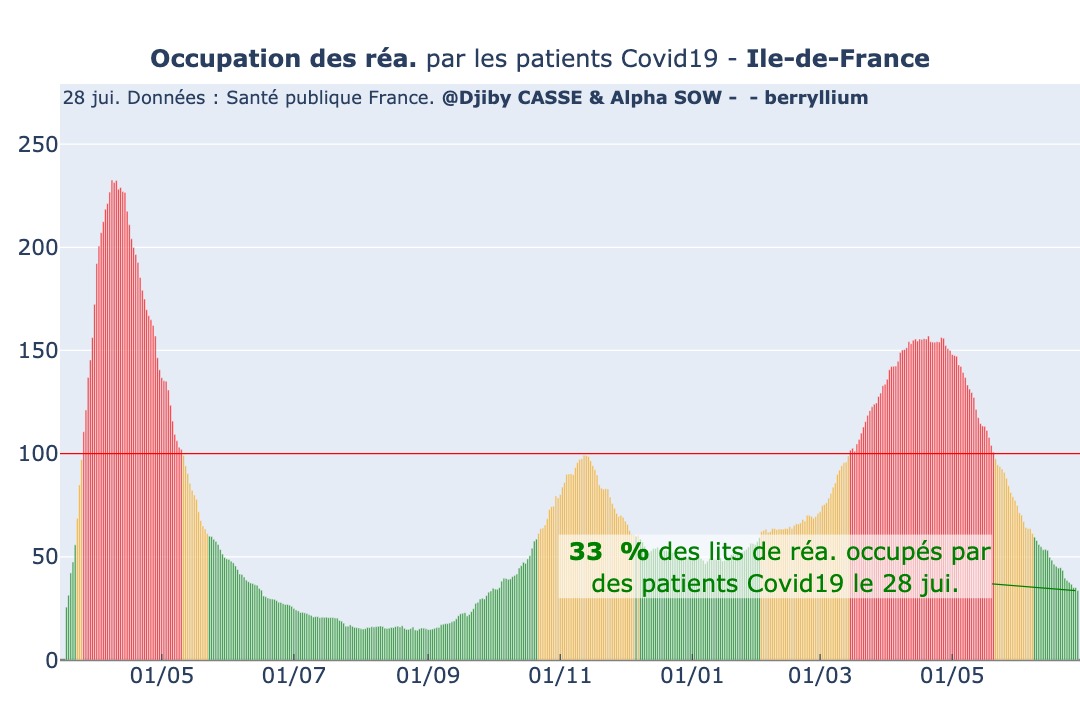 Occupation des réa. par les patients Covid19 - Ile-de-France
28 jui. Données : Santé publique France. @Djiby CASSE & Alpha SOW - - berryllium
250
200
150
100
50
0
33 % des lits de réa. occupés par
des patients Covid19 le 28 jui.
01/05 01/07 01/09 01/11 01/01 01/03 01/05